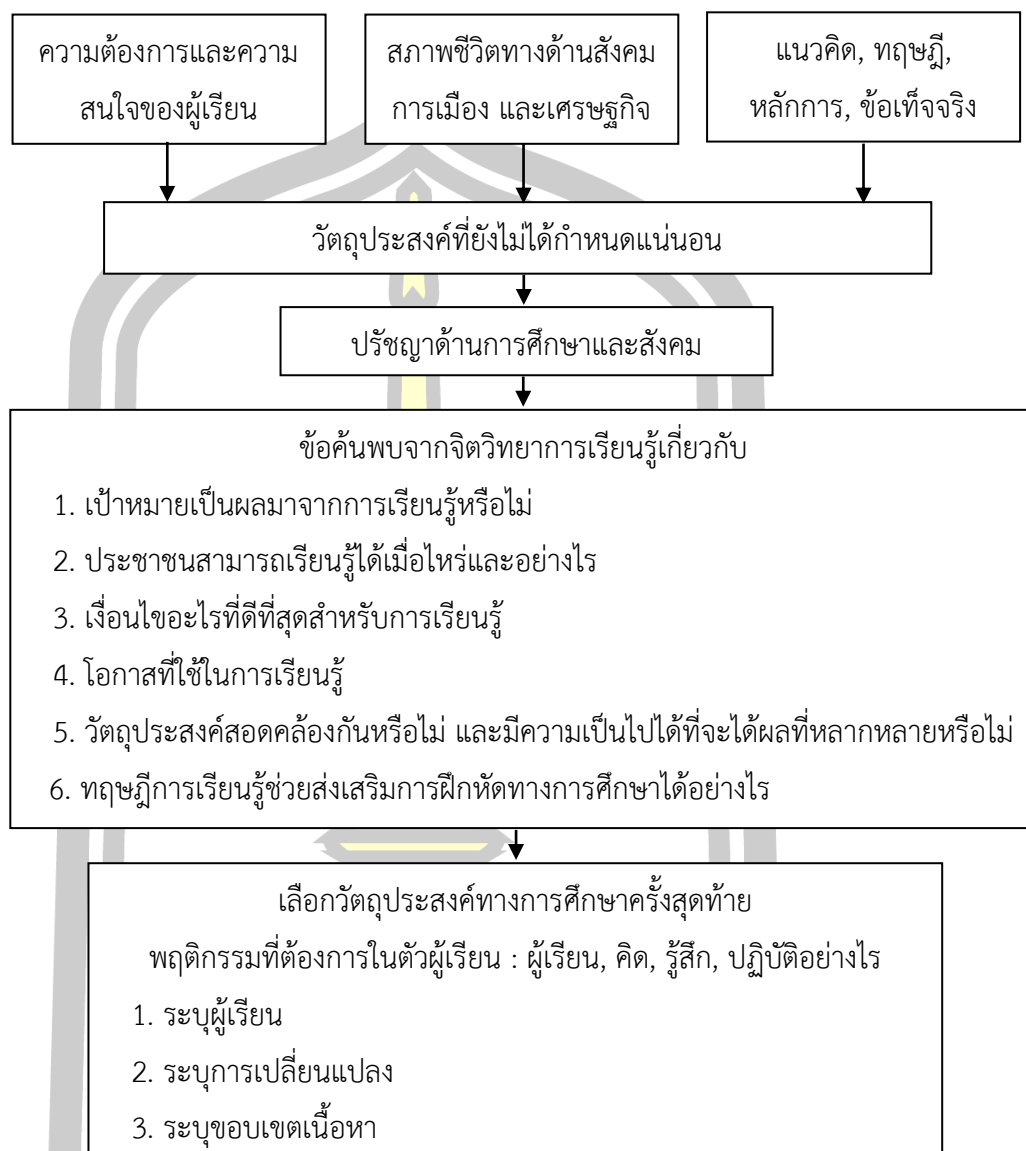 ความต้องการและความ
สนใจของผู้เรียน
สภาพชีวิตทางด้านสังคม
การเมือง และเศรษฐกิจ
แนวคิด, ทฤษฎี,
หลักการ, ข้อเท็จจริง
วัตถุประสงค์ที่ยังไม่ได้กำหนดแน่นอน
ปรัชญาด้านการศึกษาและสังคม
ข้อค้นพบจากจิตวิทยาการเรียนรู้เกี่ยวกับ
1. เป้าหมายเป็นผลมาจากการเรียนรู้หรือไม่
2. ประชาชนสามารถเรียนรู้ได้เมื่อไหร่และอย่างไร
3. เงื่อนไขอะไรที่ดีที่สุดสำหรับการเรียนรู้
4. โอกาสที่ใช้ในการเรียนรู้
5. วัตถุประสงค์สอดคล้องกันหรือไม่ และมีความเป็นไปได้ที่จะได้ผลที่หลากหลายหรือไม่
6. ทฤษฎีการเรียนรู้ช่วยส่งเสริมการฝึกหัดทางการศึกษาได้อย่างไร
เลือกวัตถุประสงค์ทางการศึกษาครั้งสุดท้าย
พฤติกรรมที่ต้องการในตัวผู้เรียน : ผู้เรียน, คิด, รู้สึก, ปฏิบัติอย่างไร
1. ระบุผู้เรียน
2. ระบุการเปลี่ยนแปลง
3. ระบุขอบเขตเนื้อหา